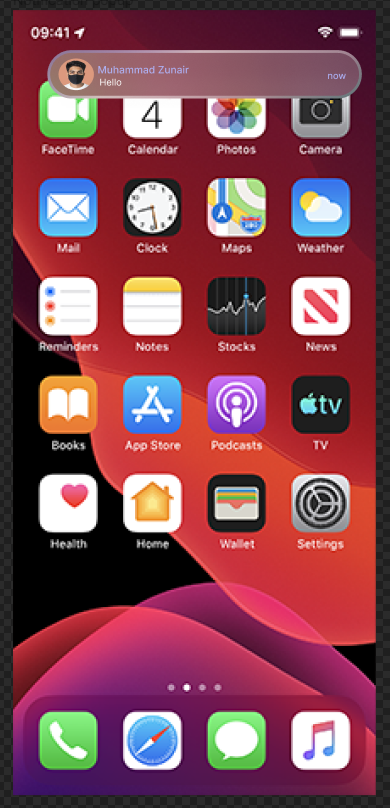 09:41
Muhammad Zunair
now
Hello
4
FaceTime Calendar Photos Camera
Mail Clock Maps Weather
Reminders Notes Stocks News
tv
Books App Store Podcasts TV
Health Home Wallet Settings